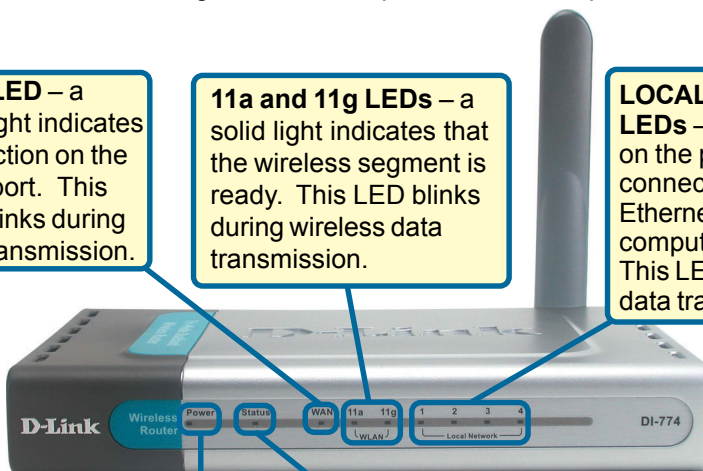 LED – a
ght indicates
ction on the
port. This
inks during
ansmission.
11a and 11g LEDs – a
solid light indicates that
the wireless segment is
ready. This LED blinks
during wireless data
transmission.
LOCAL
LEDs –
on the p
connec
Etherne
comput
This LE
data tra
D-Link
D-Link
Wireless
Router
Power
Status
WAN
11a 11g
WLAN
1 2 3 4
Local Network
DI-774